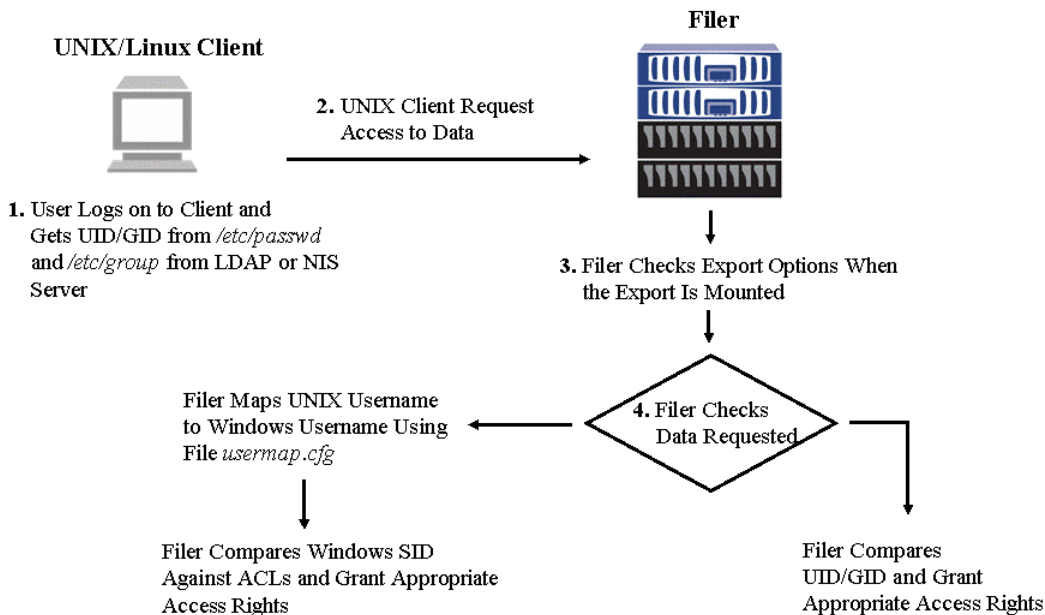 UNIX/Linux Client
Filer
2. UNIX Client Request
Access to Data
1. User Logs on to Client and
Gets UID/GID from /etc/passwd
and /etc/group from LDAP or NIS
Server
3. Filer Checks Export Options When
the Export Is Mounted
4. Filer Checks
Data Requested
Filer Maps UNIX Username
to Windows Username Using
File usermap.cfg
Filer Compares Windows SID
Against ACLs and Grant Appropriate
Access Rights
Filer Compares
UID/GID and Grant
Appropriate Access Rights